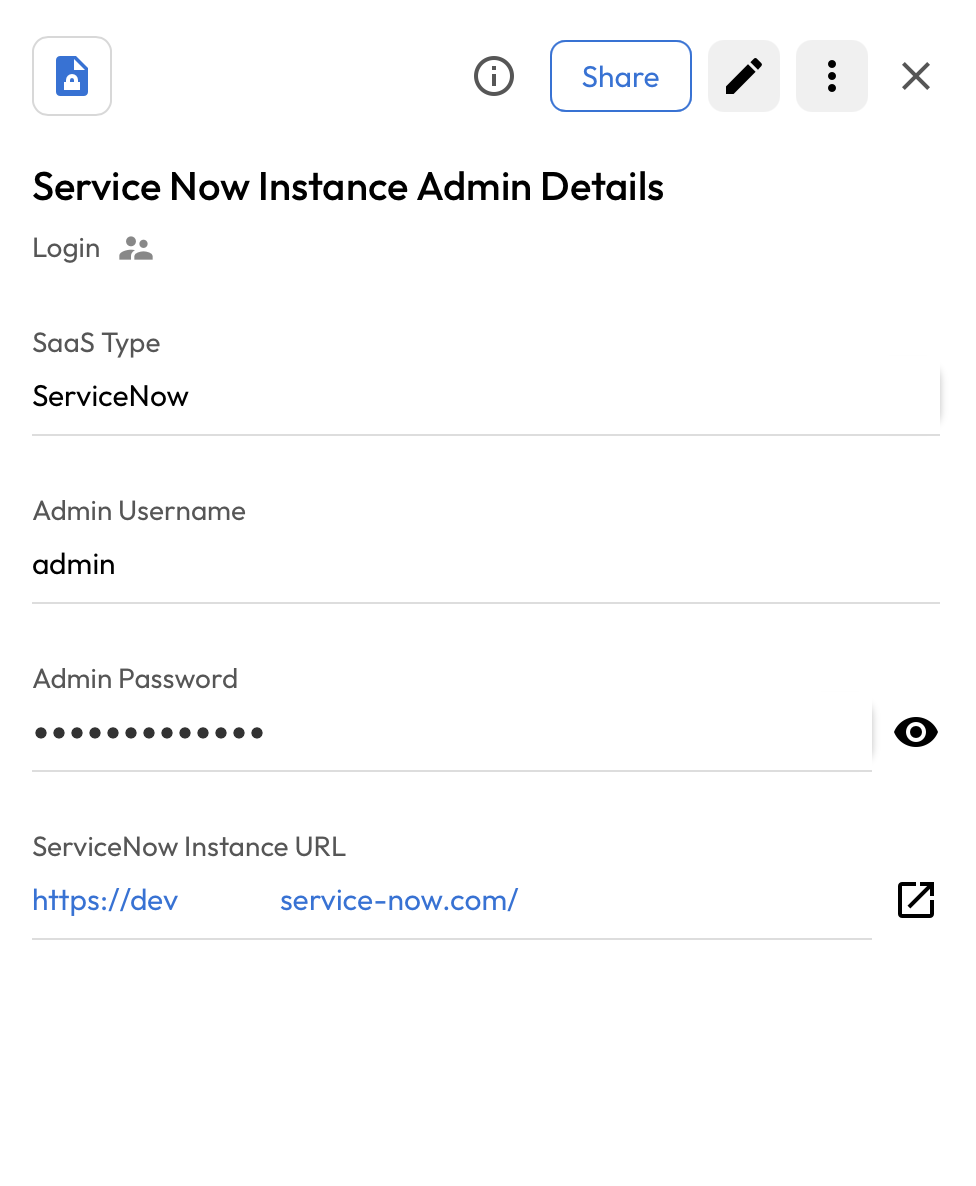 Share
Service Now Instance Admin Details
Login
SaaS Type
ServiceNow
Admin Username
admin
Admin Password
•••••••••••••
ServiceNow Instance URL
https://dev service-now.com/